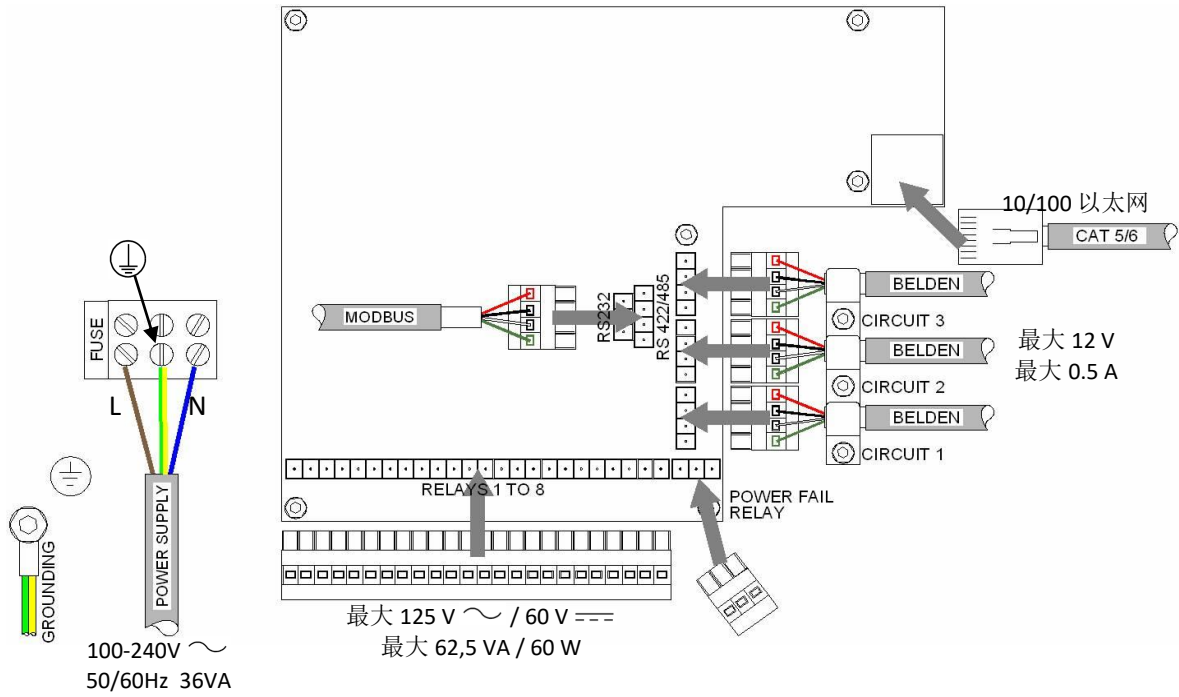 10/100 以太网
CAT 5/6
FUSE
L
N
POWER SUPPLY
GROUNDING
100-240V ～
50/60Hz 36VA
MODBUS
RS232
RS 422/485
BELDEN
CIRCUIT 3
BELDEN
CIRCUIT 2
BELDEN
CIRCUIT 1
最大 12 V
最大 0.5 A
RELAYS 1 TO 8
POWER FAIL
RELAY
最大 125 V ～ / 60 V ⎓
最大 62,5 VA / 60 W